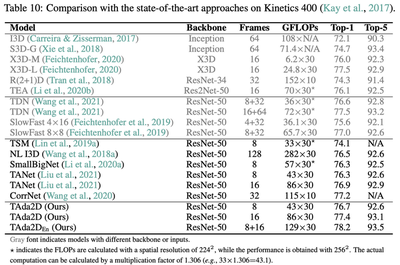 Table 10: Comparison with the state-of-the-art approaches on Kinetics 400 (Kay et al., 2017).
Model Backbone Frames GFLOPs Top-1 Top-5
I3D (Carreira & Zisserman, 2017) Inception 64 108×N/A 72.1 90.3
S3D-G (Xie et al., 2018) Inception 64 71.4×N/A 74.7 93.4
X3D-M (Feichtenhofer, 2020) X3D 16 6.2×30 76.0 92.3
X3D-L (Feichtenhofer, 2020) X3D 16 24.8×30 77.5 92.9
R(2+1)D (Tran et al., 2018) ResNet-34 32 152×10 74.3 91.4
TEA (Li et al., 2020b) Res2Net-50 16 70×30* 76.1 92.5
TDN (Wang et al., 2021) ResNet-50 8+32 36×30* 76.6 92.8
TDN (Wang et al., 2021) ResNet-50 16+64 72×30* 77.5 93.2
SlowFast 4×16 (Feichtenhofer et al., 2019) ResNet-50 4+32 36.1×30 75.6 92.1
SlowFast 8×8 (Feichtenhofer et al., 2019) ResNet-50 8+32 65.7×30 77.0 92.6
TSM (Lin et al., 2019a) ResNet-50 8 33×30* 74.1 N/A
NL I3D (Wang et al., 2018a) ResNet-50 128 282×30 76.5 92.6
SmallBigNet (Li et al., 2020a) ResNet-50 8 57×30* 76.3 92.5
TANet (Liu et al., 2021) ResNet-50 8 43×30 76.3 92.6
TANet (Liu et al., 2021) ResNet-50 16 86×30 76.9 92.9
CorrNet (Wang et al., 2020) ResNet-50 32 115×10 77.2 N/A
TAda2D (Ours) ResNet-50 8 43×30 76.7 92.6
TAda2D (Ours) ResNet-50 16 86×30 77.4 93.1
TAda2DEn (Ours) ResNet-50 8+16 129×30 78.2 93.5
Gray font indicates models with different backbone or inputs.
* indicates the FLOPs are calculated with a spatial resolution of 224², while the performance is obtained with 256². The actual
computation can be calculated by a multiplication factor of 1.306 (e.g., 33×1.306=43.1).